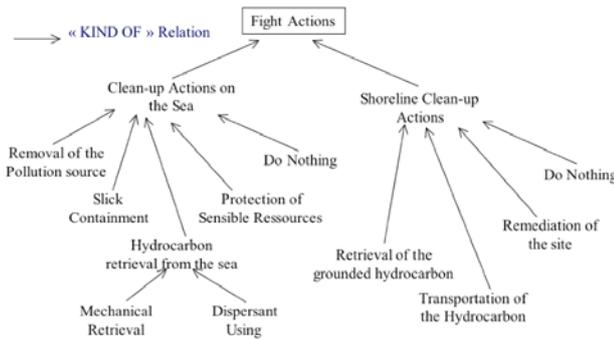 Fight Actions
« KIND OF » Relation
Clean-up Actions on
the Sea
Shoreline Clean-up
Actions
Removal of the
Pollution source
Do Nothing
Do Nothing
Slick
Containment
Protection of
Sensible Ressources
Remediation of
the site
Hydrocarbon
retrieval from the sea
Retrieval of the
grounded hydrocarbon
Mechanical
Retrieval
Dispersant
Using
Transportation of
the Hydrocarbon